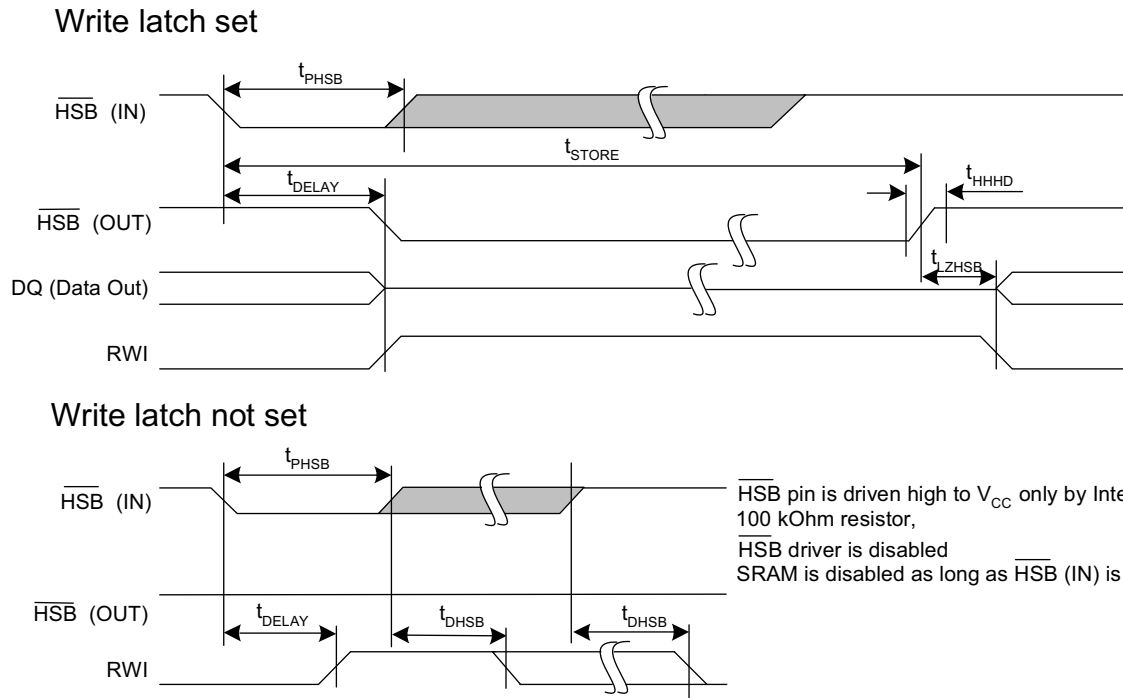 Write latch set
tPHSB
HSB (IN)
tSTORE
tDELAY
tHHHD
HSB (OUT)
tLZHSB
DQ (Data Out)
RWI
Write latch not set
tPHSB
HSB (IN)
HSB pin is driven high to VCC only by
100 kOhm resistor,
HSB driver is disabled
SRAM is disabled as long as HSB (IN) is
HSB (OUT)
tDELAY
tDHSB
tDHSB
RWI